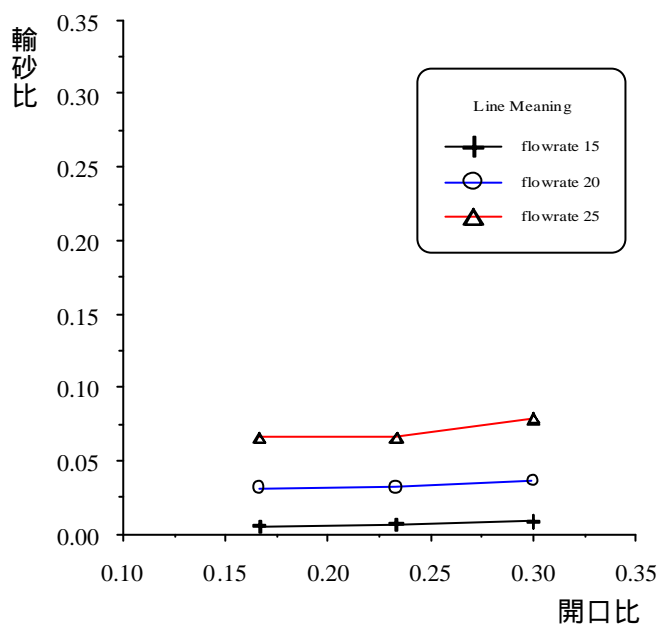 輸砂比
0.35
0.30
0.25
0.20
0.15
0.10
0.05
0.00
Line Meaning
flowrate 15
flowrate 20
flowrate 25
0.10 0.15 0.20 0.25 0.30 0.35
開口比